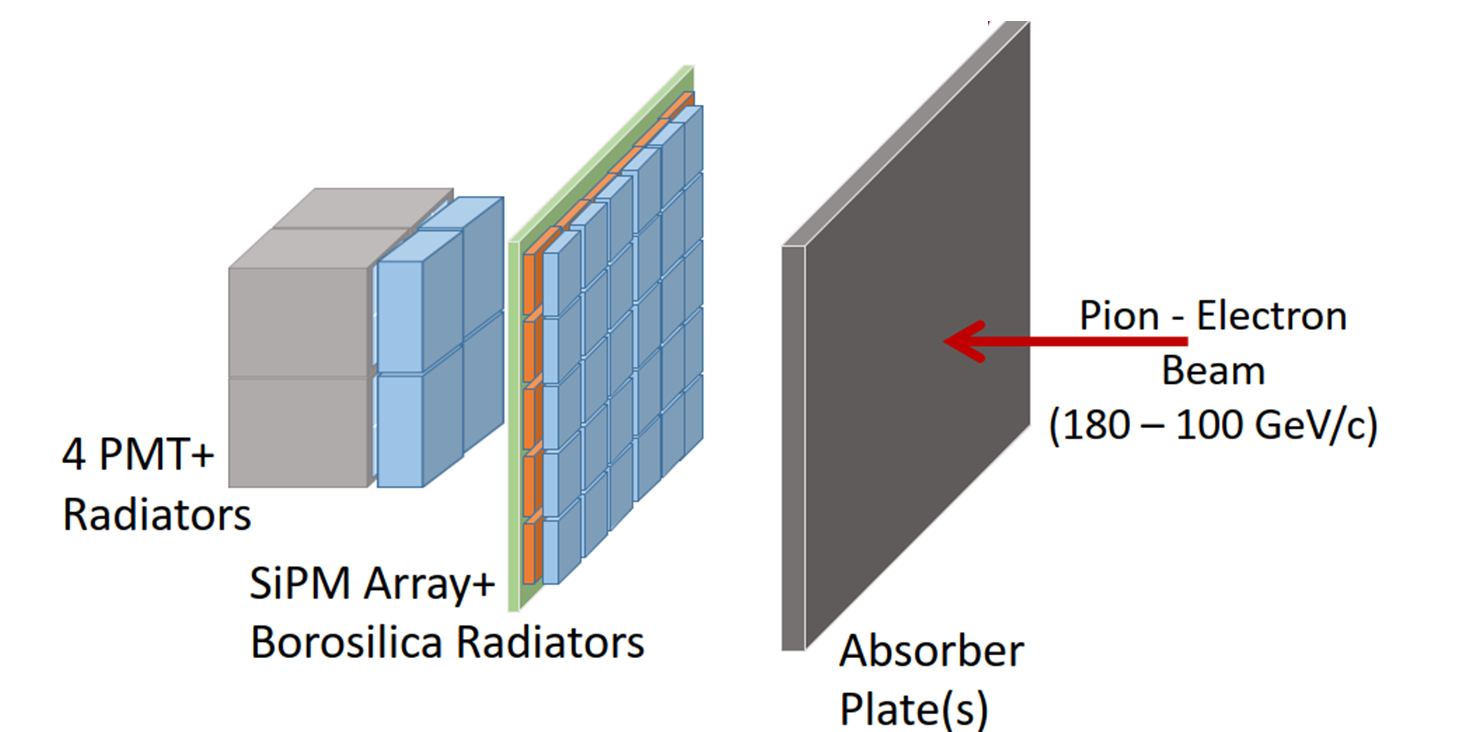 4 PMT+
Radiators
SiPM Array+
Borosilica Radiators
Absorber
Plate(s)
Pion - Electron
Beam
(180 – 100 GeV/c)